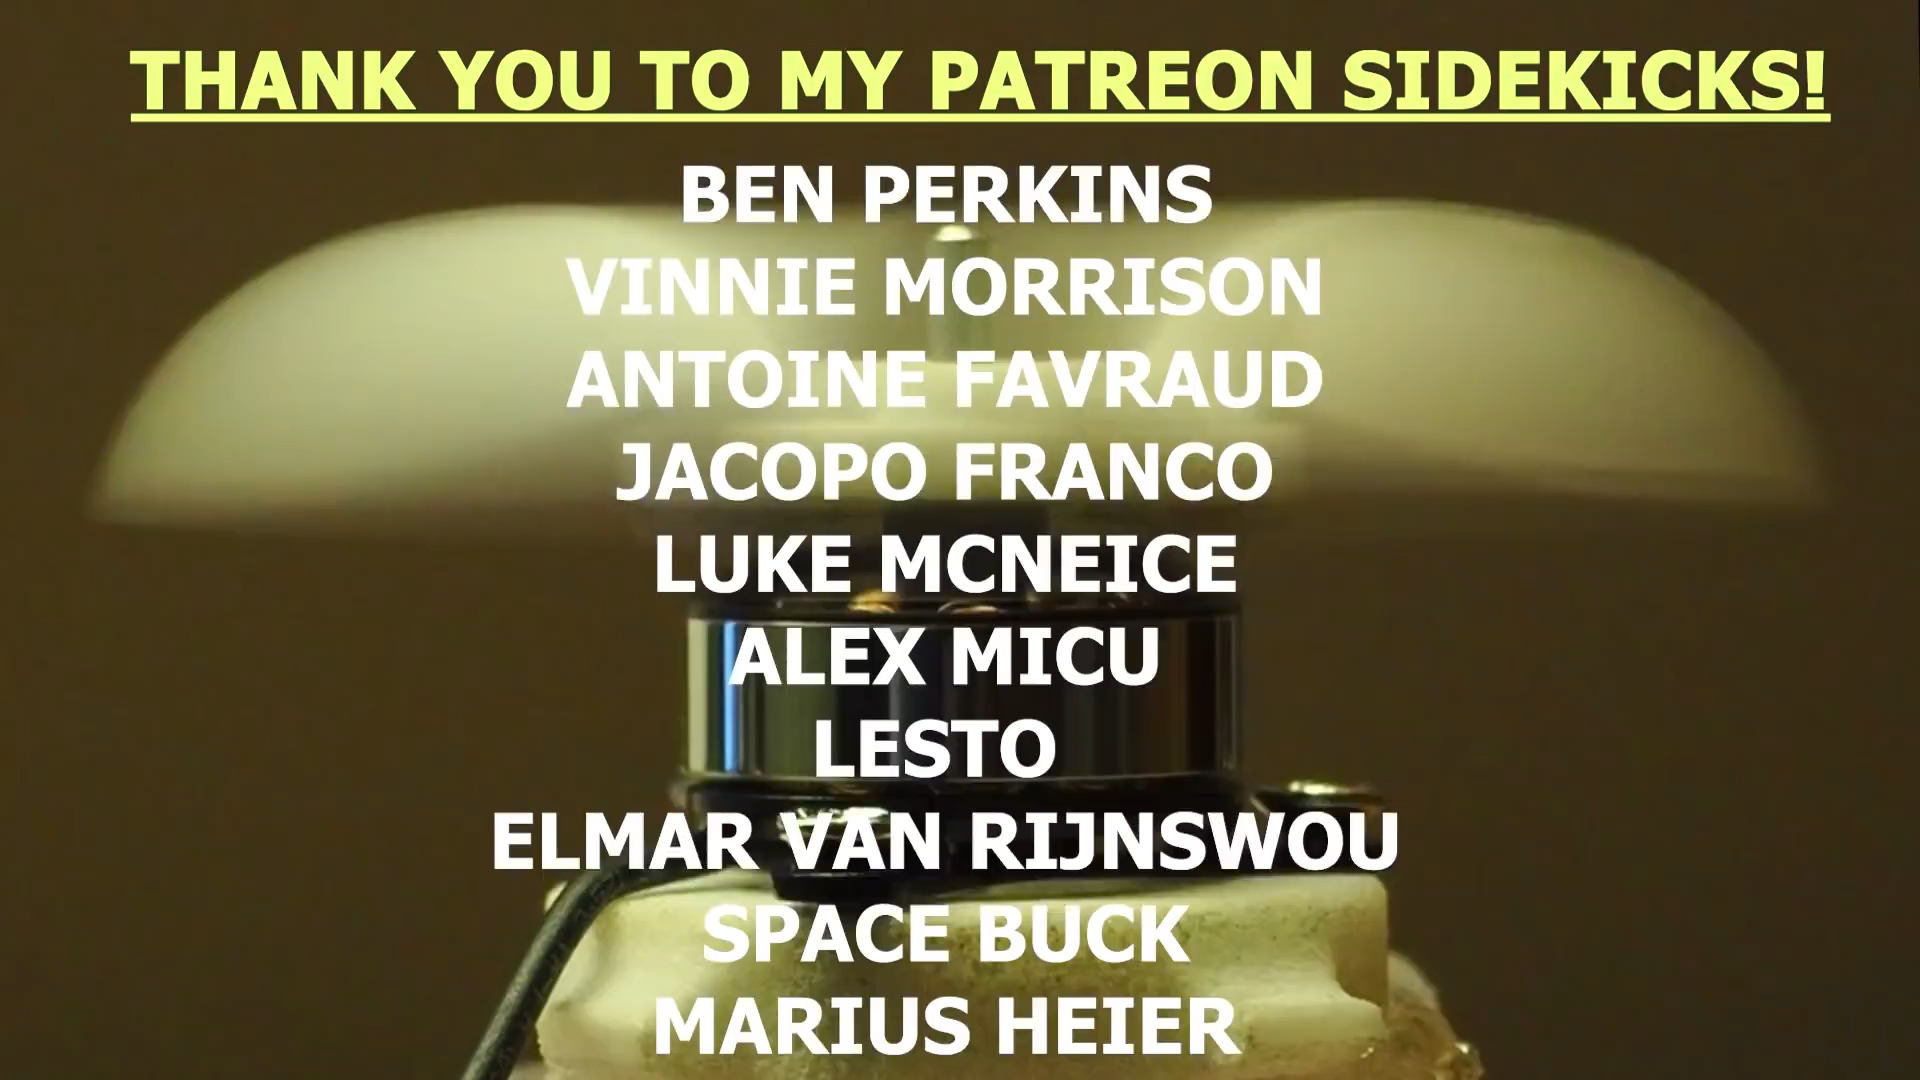 THANK YOU TO MY PATREON SIDEKICKS!
BEN PERKINS
VINNIE MORRISON
ANTOINE FAVRAUD
JACOPO FRANCO
LUKE MCNEICE
ALEX MICU
LESTO
ELMAR VAN RIJNSWOU
SPACE BUCK
MARIUS HEIER